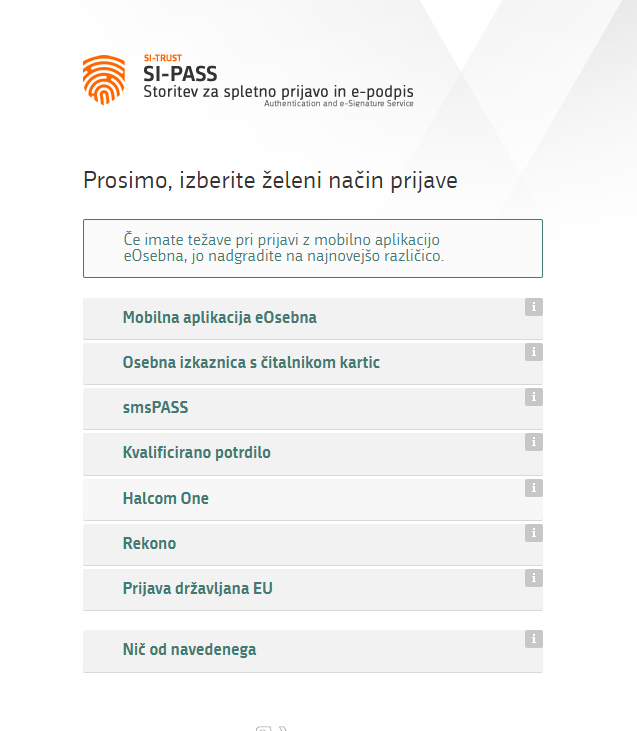 SI-TRUST
SI-PASS
Storitev za spletno prijavo in e-podpis
Authentication and e-Signature Service
Prosimo, izberite želeni način prijave
Če imate težave pri prijavi z mobilno aplikacijo
eOsebna, jo nadgradite na najnovejšo različico.
Mobilna aplikacija eOsebna
i
Osebna izkaznica s čitalnikom kartic
i
smsPASS
i
Kvalificirano potrdilo
i
Halcom One
i
Rekono
i
Prijava državljana EU
i
Nič od navedenega
i